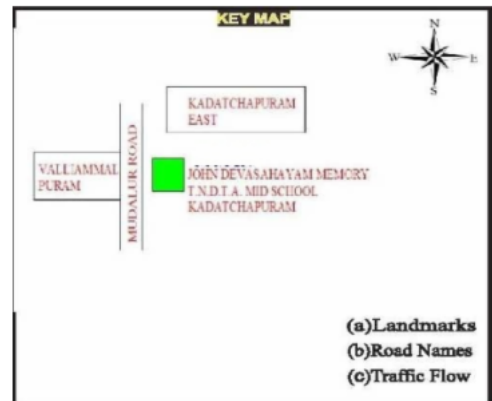 KEY MAP
N
W E
S
KADATCHAPURAM
EAST
VALLIAMMAL
PURAM
MUDALUR ROAD
JOHN DEVASAHAYAM MEMORY
T.N.D.T.A. MID SCHOOL
KADATCHAPURAM
(a)Landmarks
(b)Road Names
(c)Traffic Flow